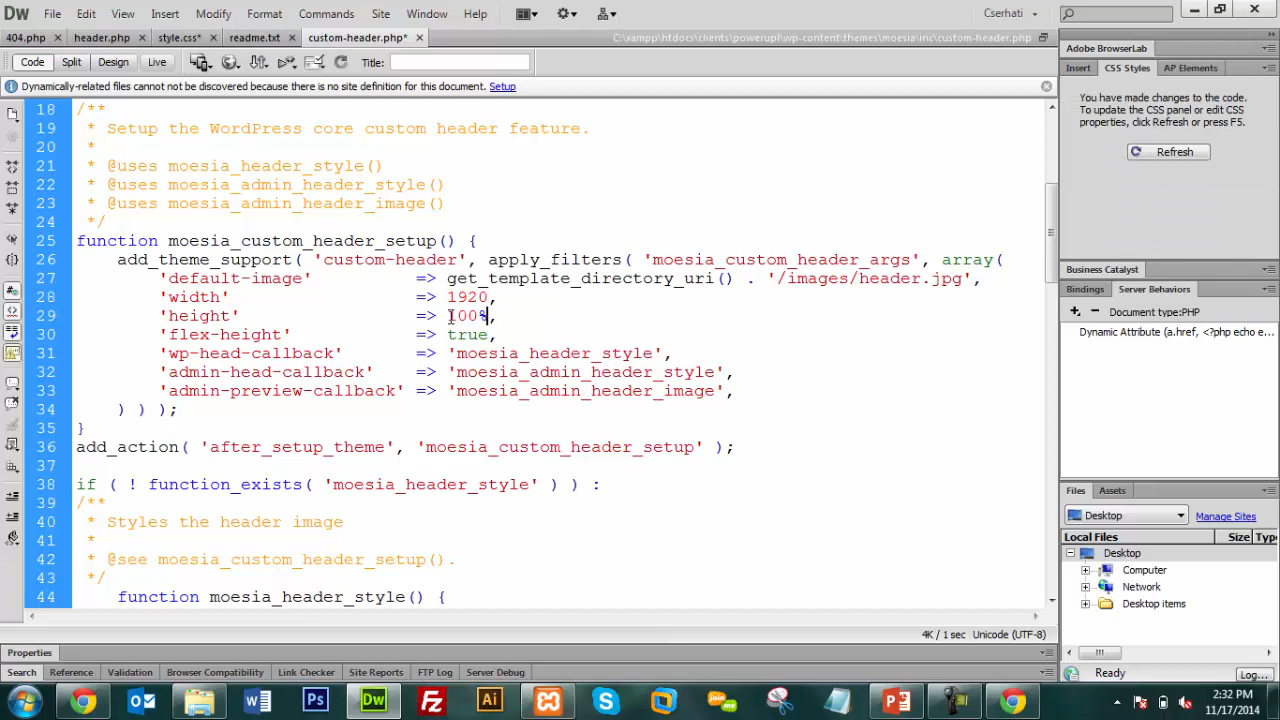 Dw File Edit View Insert Modify Format Commands Site Window Help Cserhati
404.php × header.php × style.css* × readme.txt × custom-header.php* × C:\xampp\htdocs\clients\powerupl\wp-content\themes\moesia\inc\custom-header.php
Code Split Design Live Title:
Dynamically-related files cannot not be discovered because there is no site definition for this document. Setup
18 /**
19 * Setup the WordPress core custom header feature.
20 *
21 * @uses moesia_header_style()
22 * @uses moesia_admin_header_style()
23 * @uses moesia_admin_header_image()
24 */
25 function moesia_custom_header_setup() {
26 add_theme_support( 'custom-header', apply_filters( 'moesia_custom_header_args', array(
27 'default-image' => get_template_directory_uri() . '/images/header.jpg',
28 'width' => 1920,
29 'height' => 100%,
30 'flex-height' => true,
31 'wp-head-callback' => 'moesia_header_style',
32 'admin-head-callback' => 'moesia_admin_header_style',
33 'admin-preview-callback' => 'moesia_admin_header_image',
34 ) ) );
35 }
36 add_action( 'after_setup_theme', 'moesia_custom_header_setup' );
37
38 if ( ! function_exists( 'moesia_header_style' ) ) :
39 /**
40 * Styles the header image
41 *
42 * @see moesia_custom_header_setup().
43 */
44 function moesia_header_style() {
4K / 1 sec Unicode (UTF-8)
Properties
Search Reference Validation Browser Compatibility Link Checker Site Reports FTP Log Server Debug
Adobe BrowserLab
Insert CSS Styles AP Elements
You have made changes to the code.
To update the CSS panel or edit CSS
properties, click Refresh or press F5.
Refresh
Business Catalyst
Bindings Server Behaviors
Document type:PHP
Dynamic Attribute (a.href, <?php echo e
Files Assets
Desktop Manage Sites
Local Files Size Type
Desktop
Computer
Network
Desktop items
Ready Log...
W Ps Dw Fz Ai S P
2:32 PM
11/17/2014